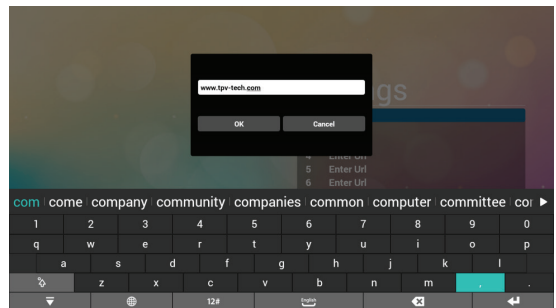 www.tpv-tech.com
gs
OK Cancel
4 Enter Url
5 Enter Url
6 Enter Url
com come company community companies common computer committee cor
1 2 3 4 5 6 7 8 9 0
q w e r t y u i o p
a s d f g h j k l
z x c v b n m , .
12# English